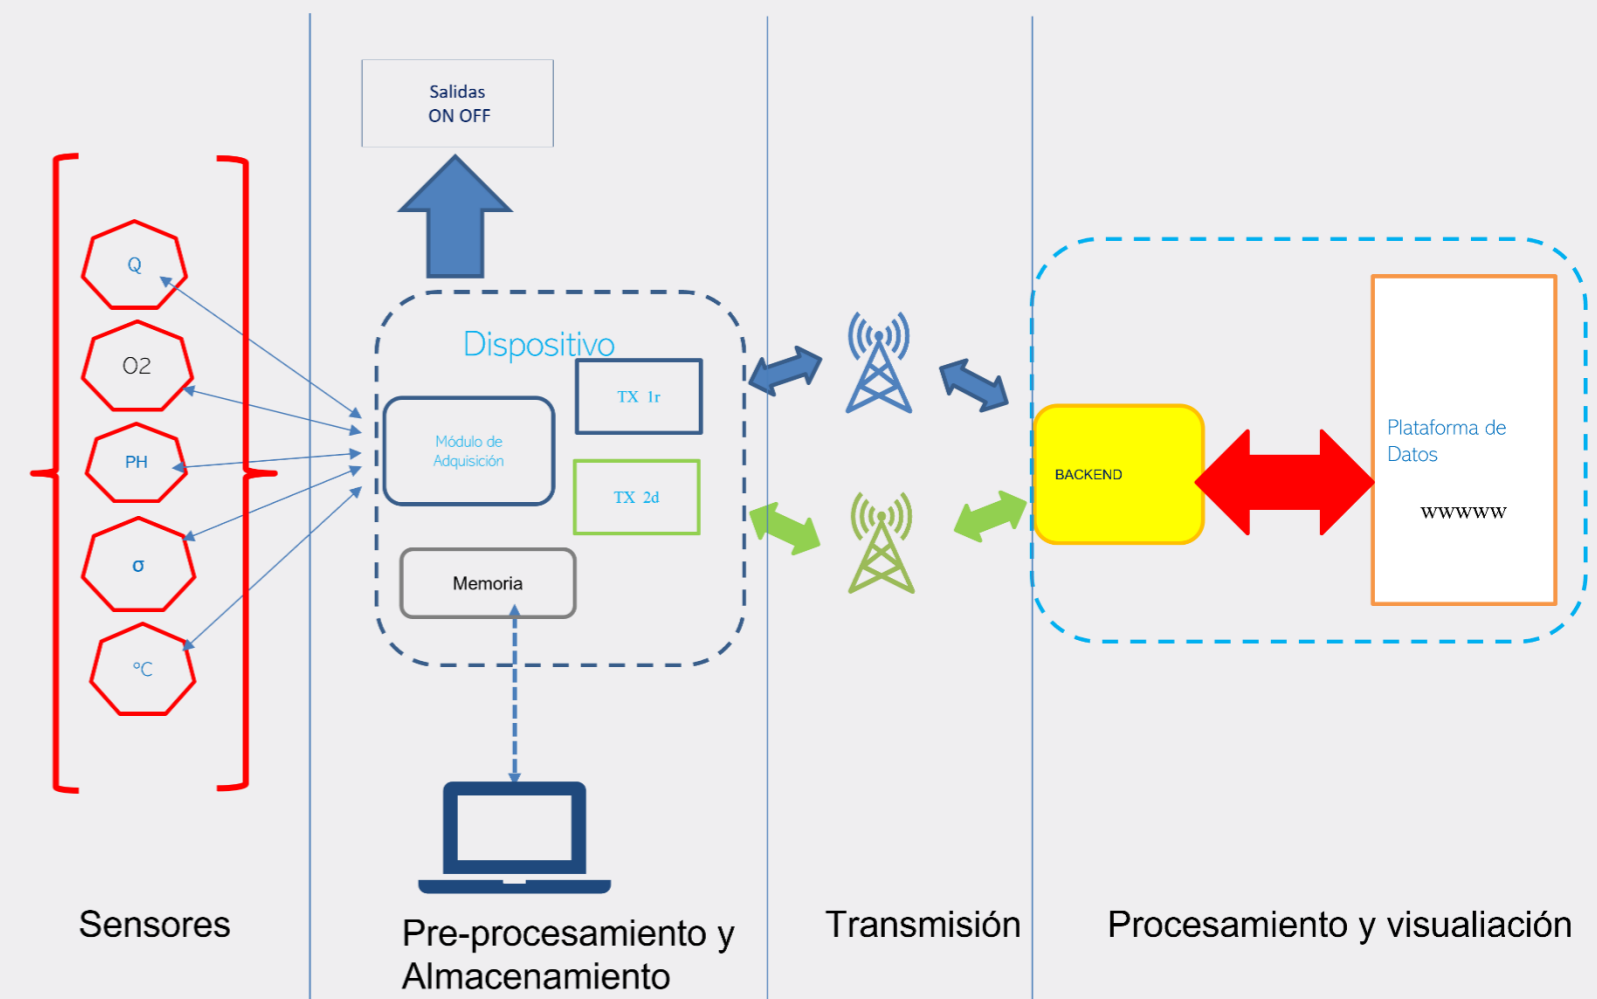 Salidas
ON OFF
Q
O2
PH
σ
°C
Dispositivo
TX 1r
Módulo de
Adquisición
TX 2d
Memoria
BACKEND
Plataforma de
Datos
wwwww
Sensores
Pre-procesamiento y
Almacenamiento
Transmisión
Procesamiento y visualiación